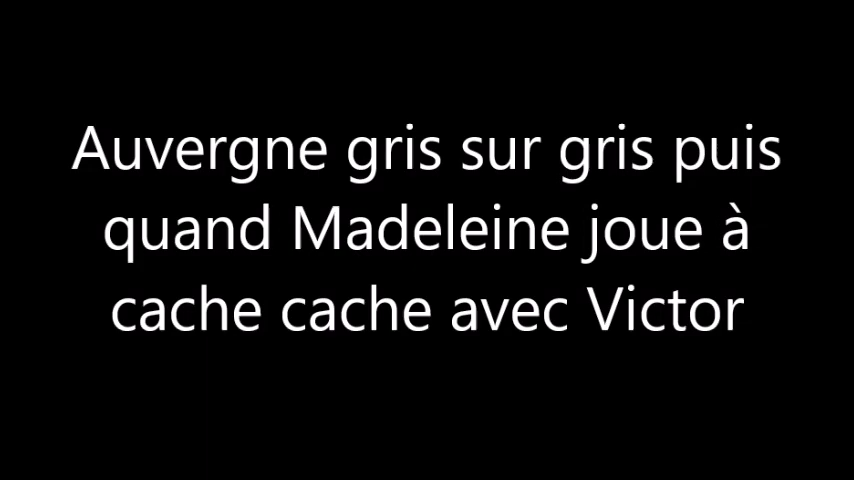 Auvergne gris sur gris puis
quand Madeleine joue à
cache cache avec Victor